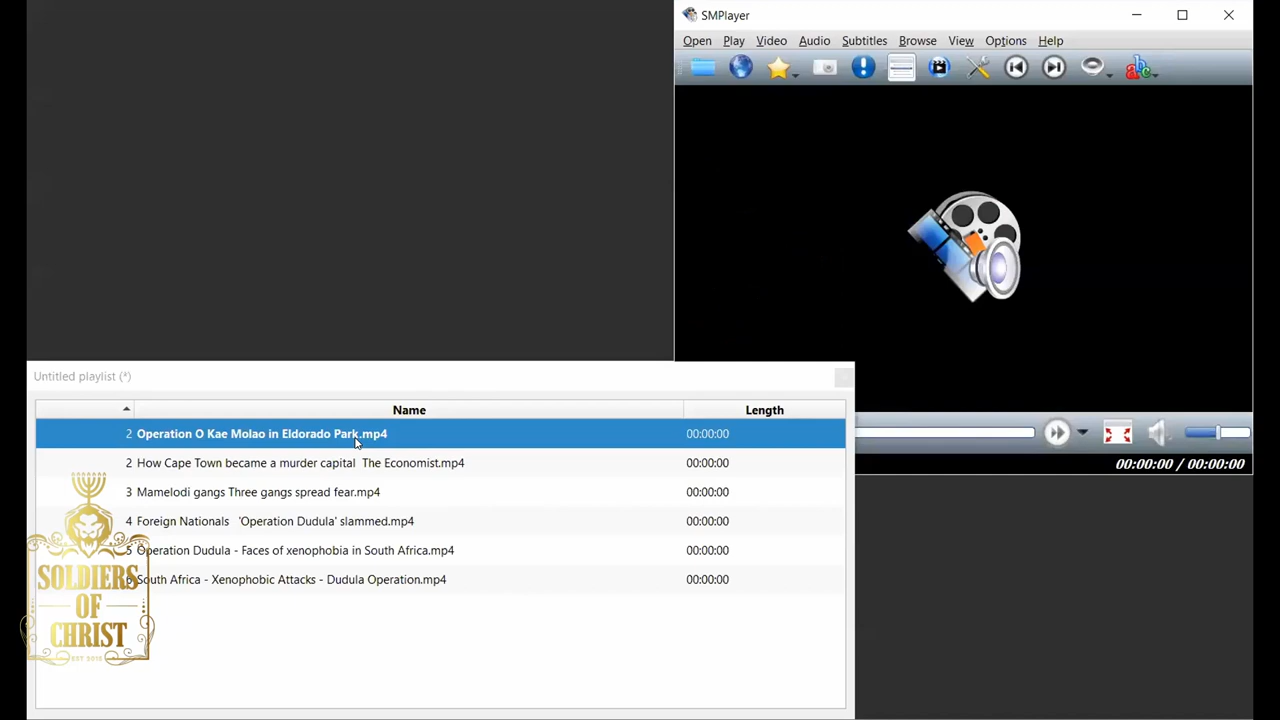 SMPlayer
Open Play Video Audio Subtitles Browse View Options Help
abc
00:00:00 / 00:00:00
Untitled playlist (*)
Name Length
2 Operation O Kae Molao in Eldorado Park.mp4 00:00:00
2 How Cape Town became a murder capital The Economist.mp4 00:00:00
3 Mamelodi gangs Three gangs spread fear.mp4 00:00:00
4 Foreign Nationals 'Operation Dudula' slammed.mp4 00:00:00
5 Operation Dudula - Faces of xenophobia in South Africa.mp4 00:00:00
6 South Africa - Xenophobic Attacks - Dudula Operation.mp4 00:00:00
SOLDIERS
OF
CHRIST